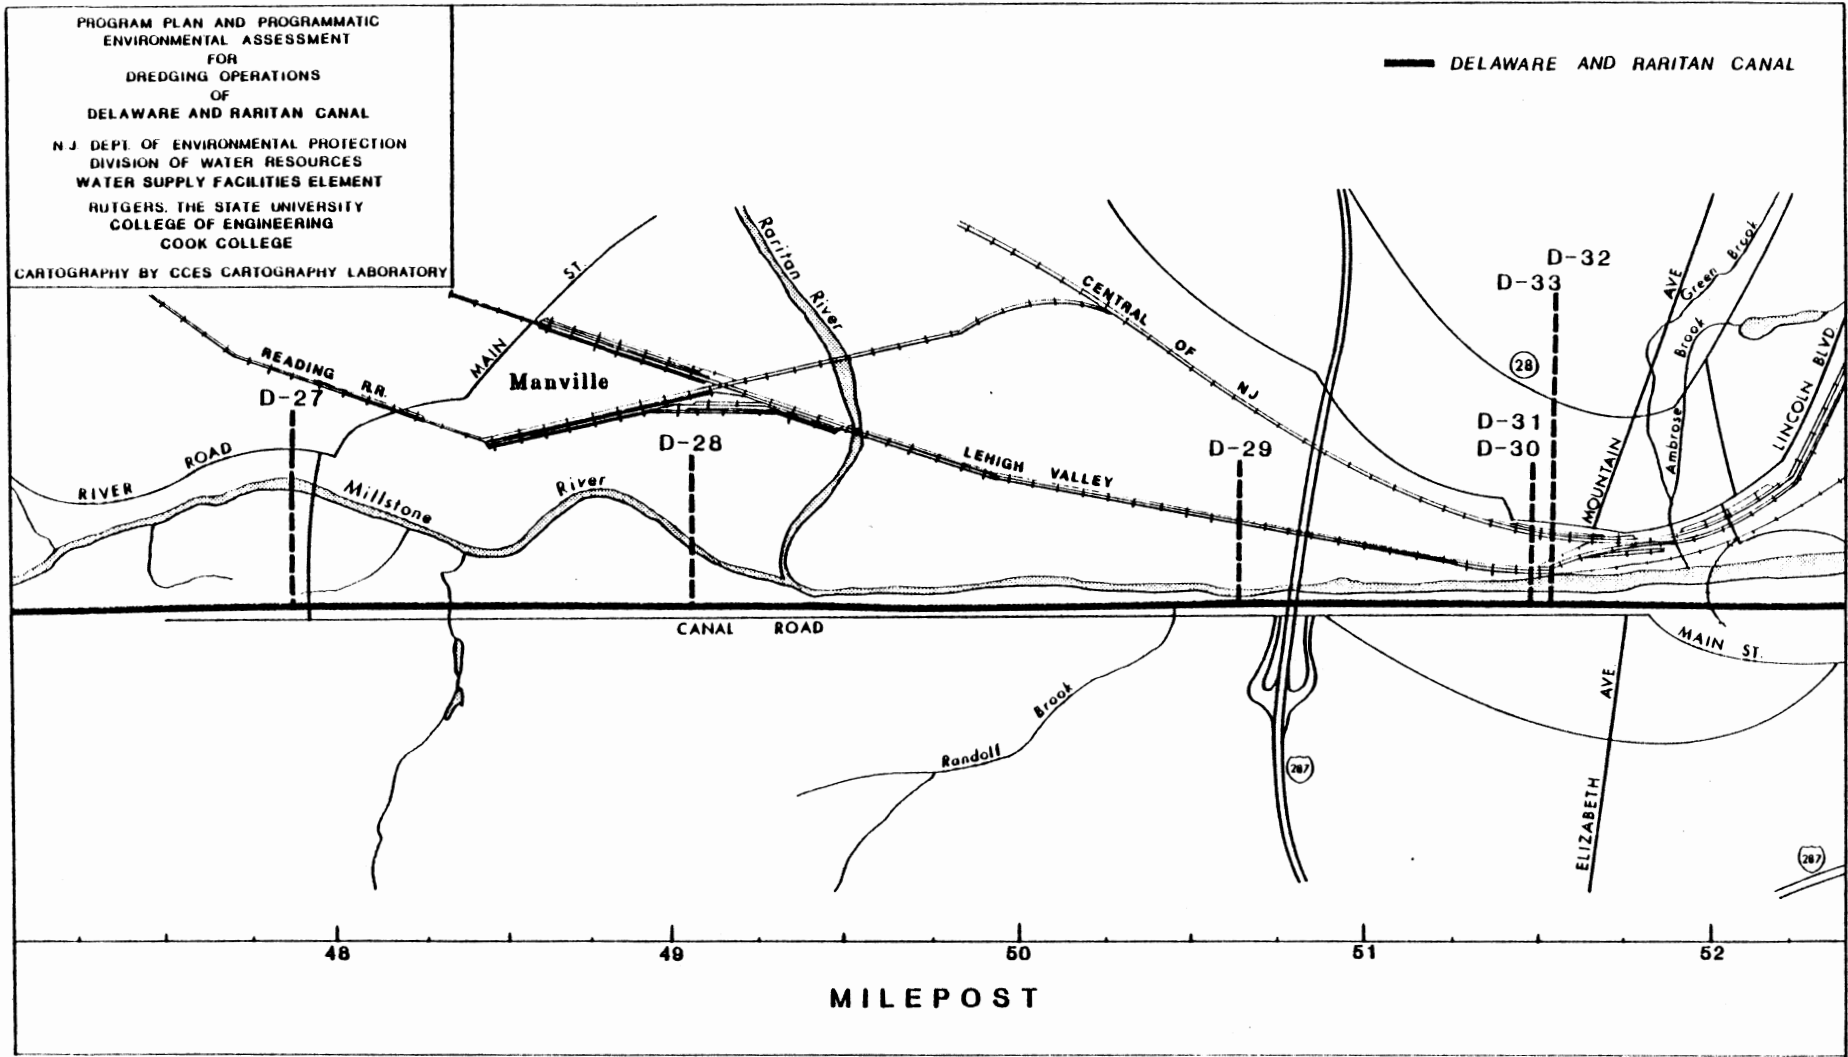 PROGRAM PLAN AND PROGRAMMATIC
ENVIRONMENTAL ASSESSMENT
FOR
DREDGING OPERATIONS
OF
DELAWARE AND RARITAN CANAL
N.J. DEPT. OF ENVIRONMENTAL PROTECTION
DIVISION OF WATER RESOURCES
WATER SUPPLY FACILITIES ELEMENT
RUTGERS, THE STATE UNIVERSITY
COLLEGE OF ENGINEERING
COOK COLLEGE
CARTOGRAPHY BY CCES CARTOGRAPHY LABORATORY
DELAWARE AND RARITAN CANAL
Raritan River
MAIN ST.
CENTRAL OF NJ
D-32
D-33
Green Brook
MOUNTAIN AVE
Ambrose Brook
LINCOLN BLVD
28
READING R.R.
Manville
D-27
D-28
D-29
D-31
D-30
RIVER ROAD
Millstone River
LEHIGH VALLEY
CANAL ROAD
MAIN ST.
Randolf Brook
287
ELIZABETH AVE.
287
48 49 50 51 52
MILEPOST